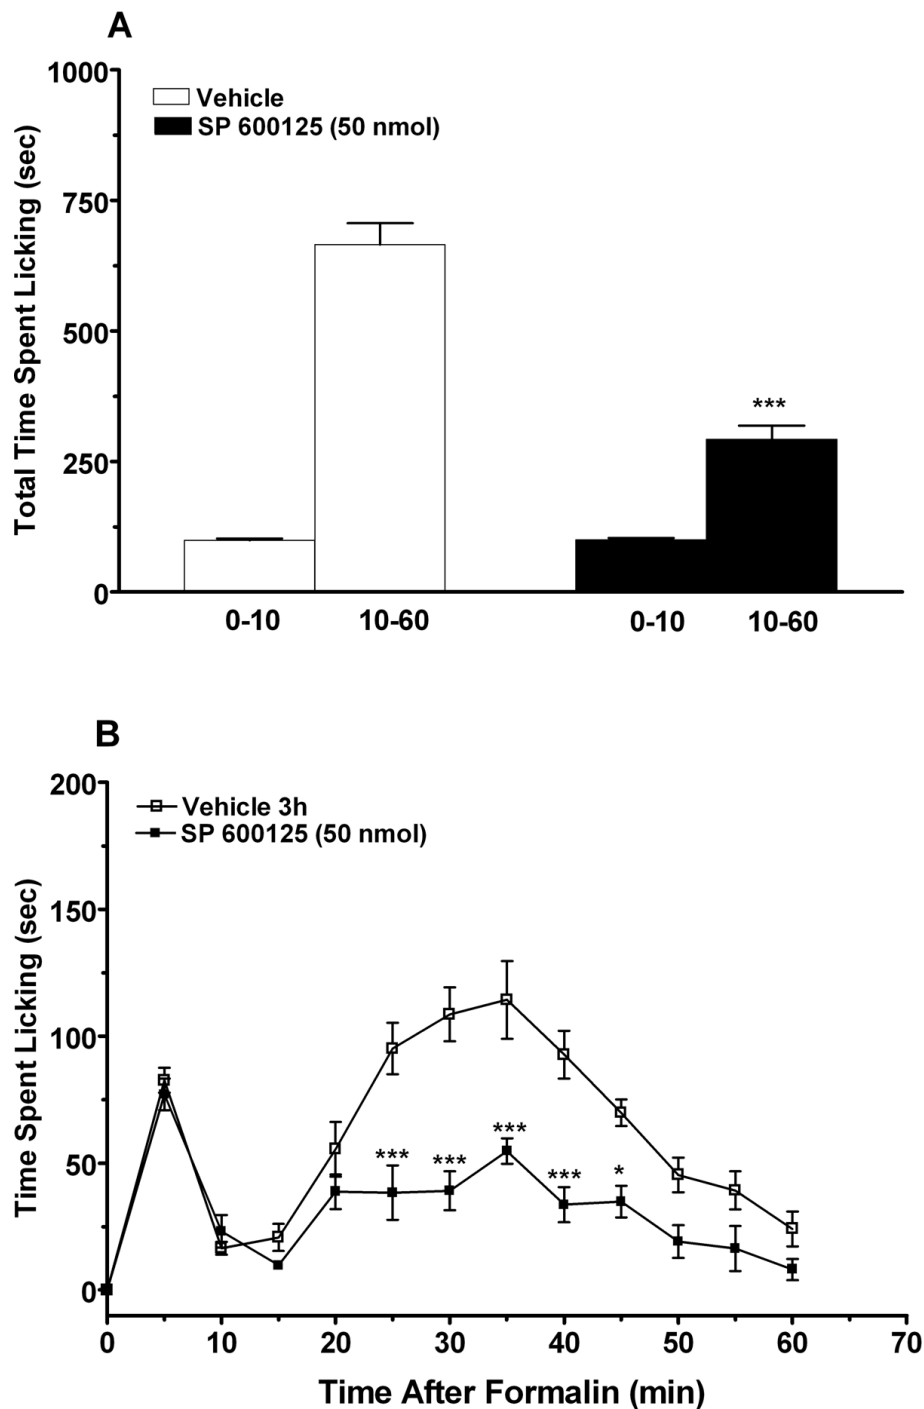 A
1000
750
500
250
0
Total Time Spent Licking (sec)
Vehicle
SP 600125 (50 nmol)
***
0-10 10-60 0-10 10-60
B
200
150
100
50
0
Time Spent Licking (sec)
Vehicle 3h
SP 600125 (50 nmol)
*** *** *** *** *
0 10 20 30 40 50 60 70
Time After Formalin (min)